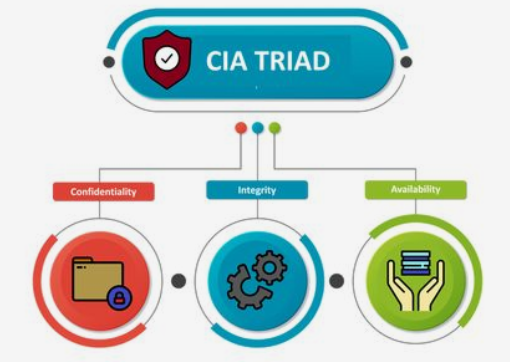 CIA TRIAD
Confidentiality
Integrity
Availability